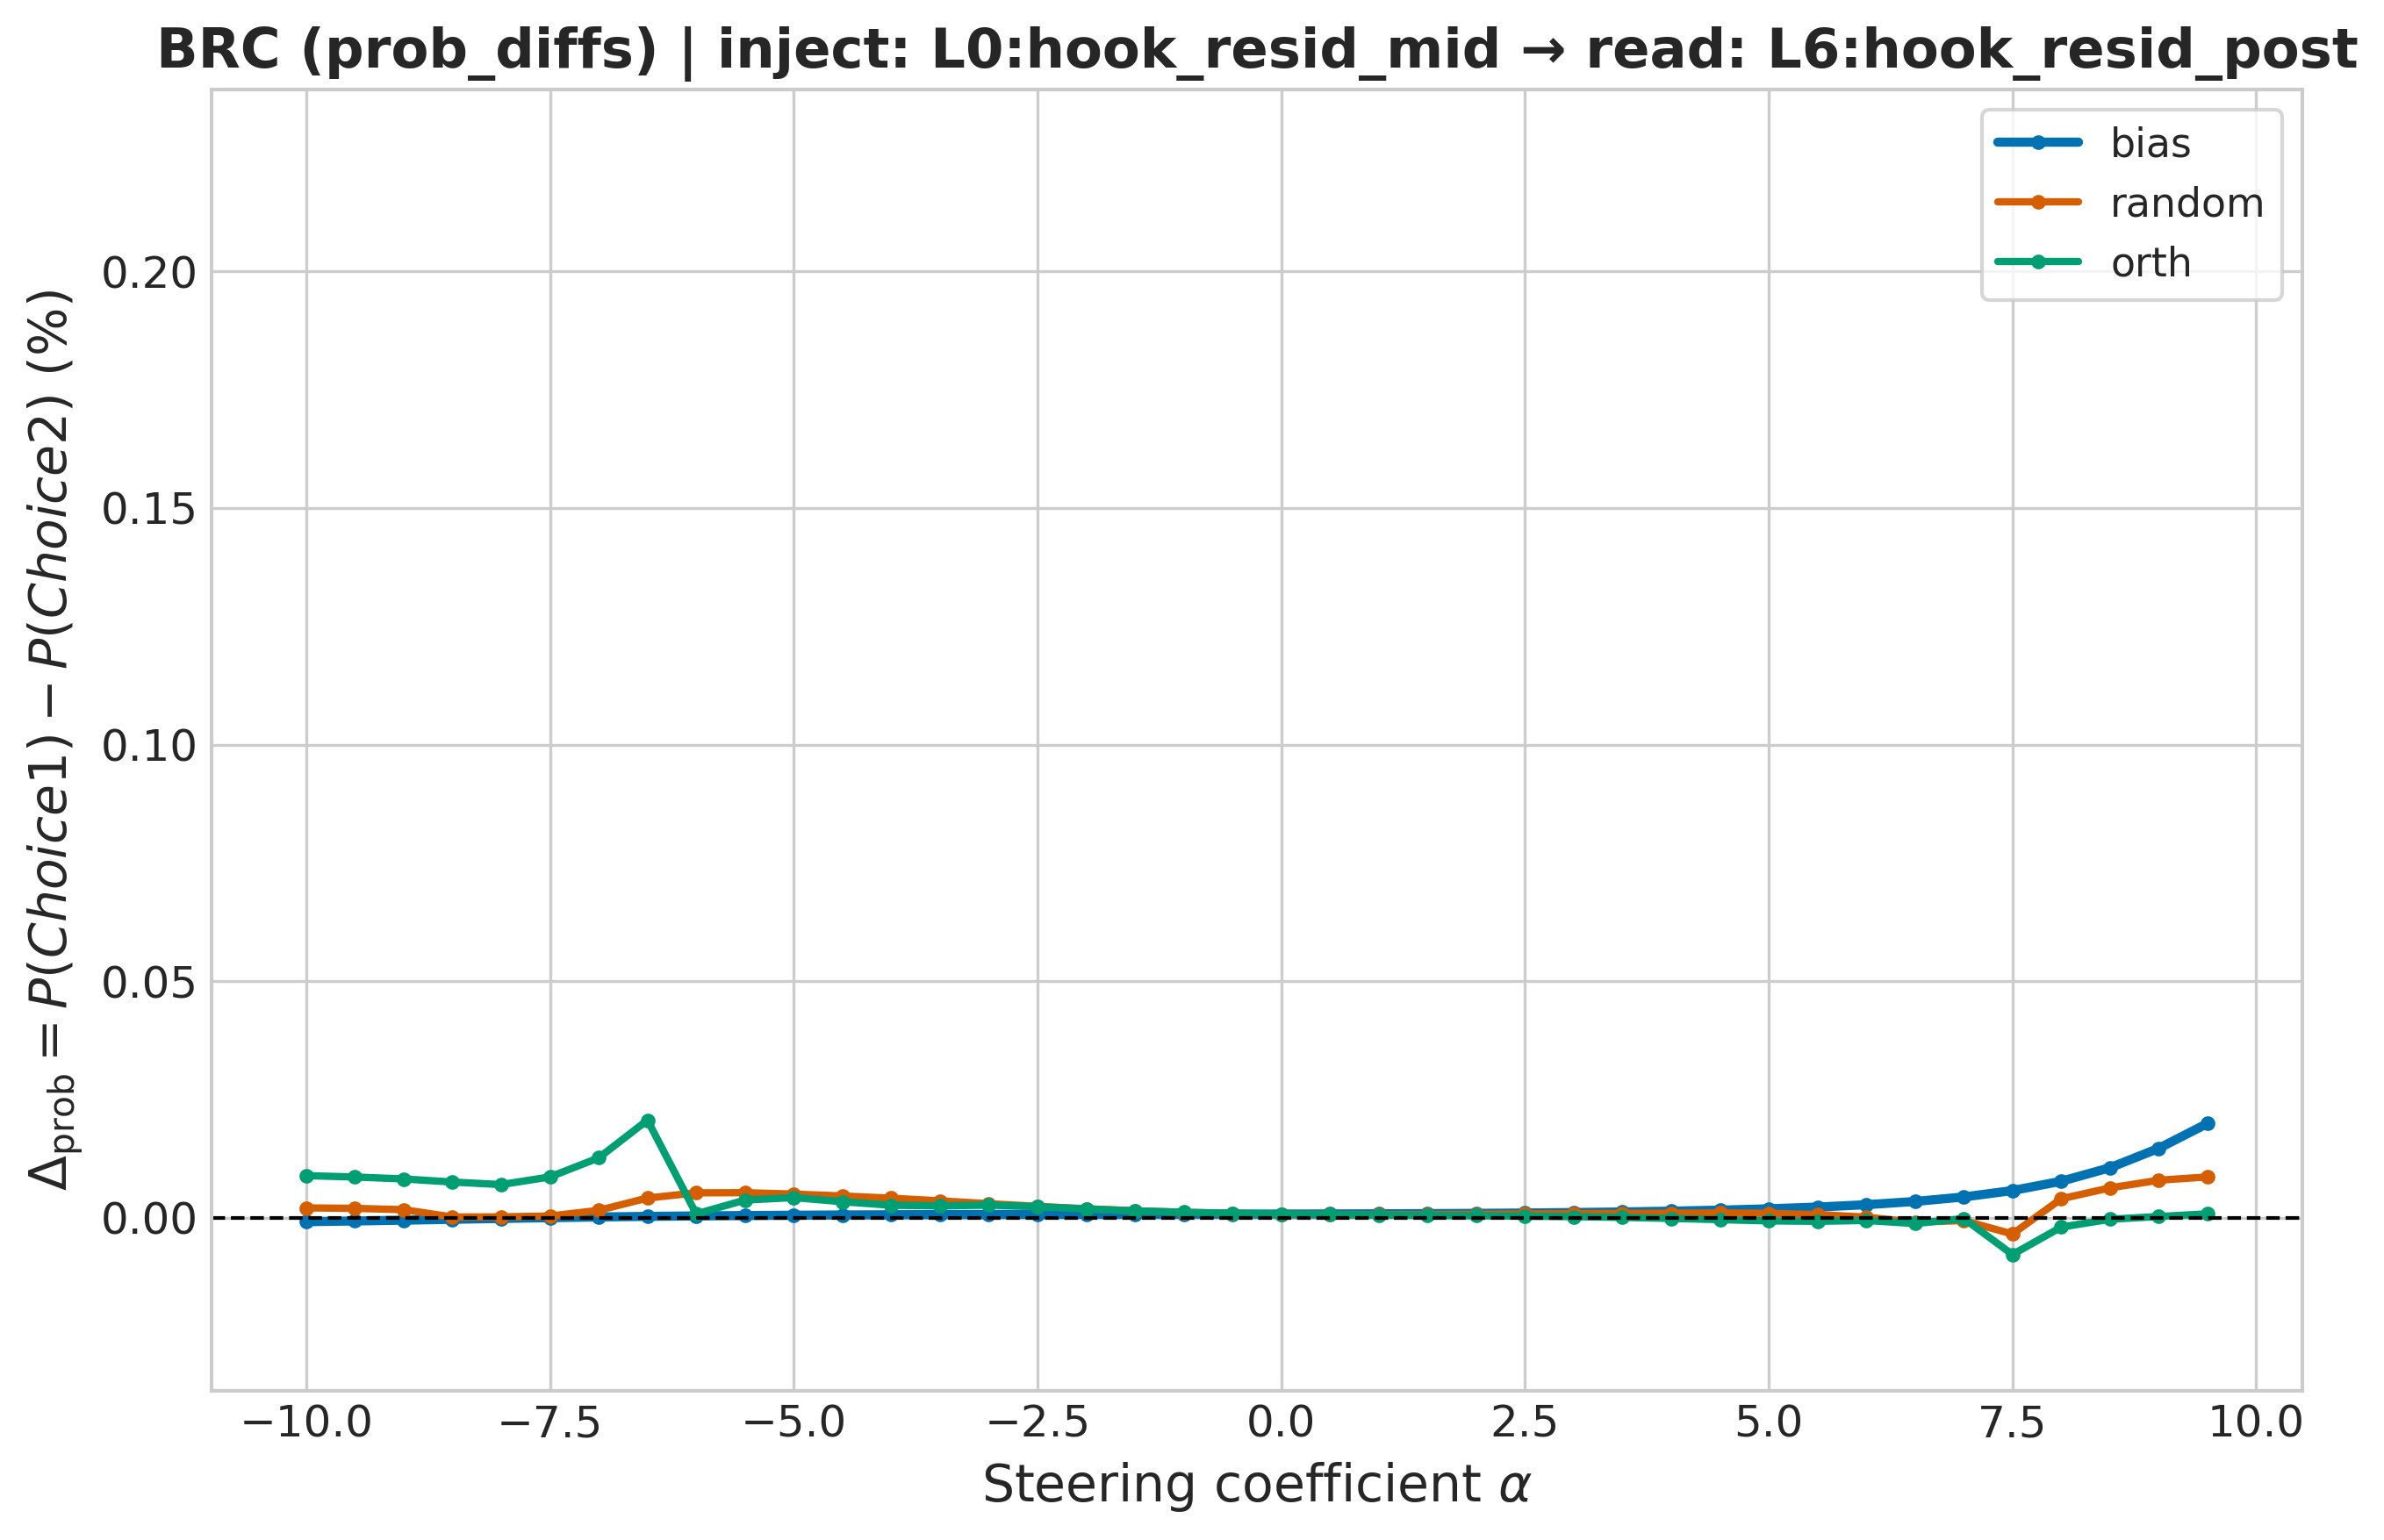 BRC (prob_diffs) | inject: L0:hook_resid_mid → read: L6:hook_resid_post
bias
random
orth
Δprob = P(Choice1) − P(Choice2) (%)
0.20
0.15
0.10
0.05
0.00
−10.0 −7.5 −5.0 −2.5 0.0 2.5 5.0 7.5 10.0
Steering coefficient α